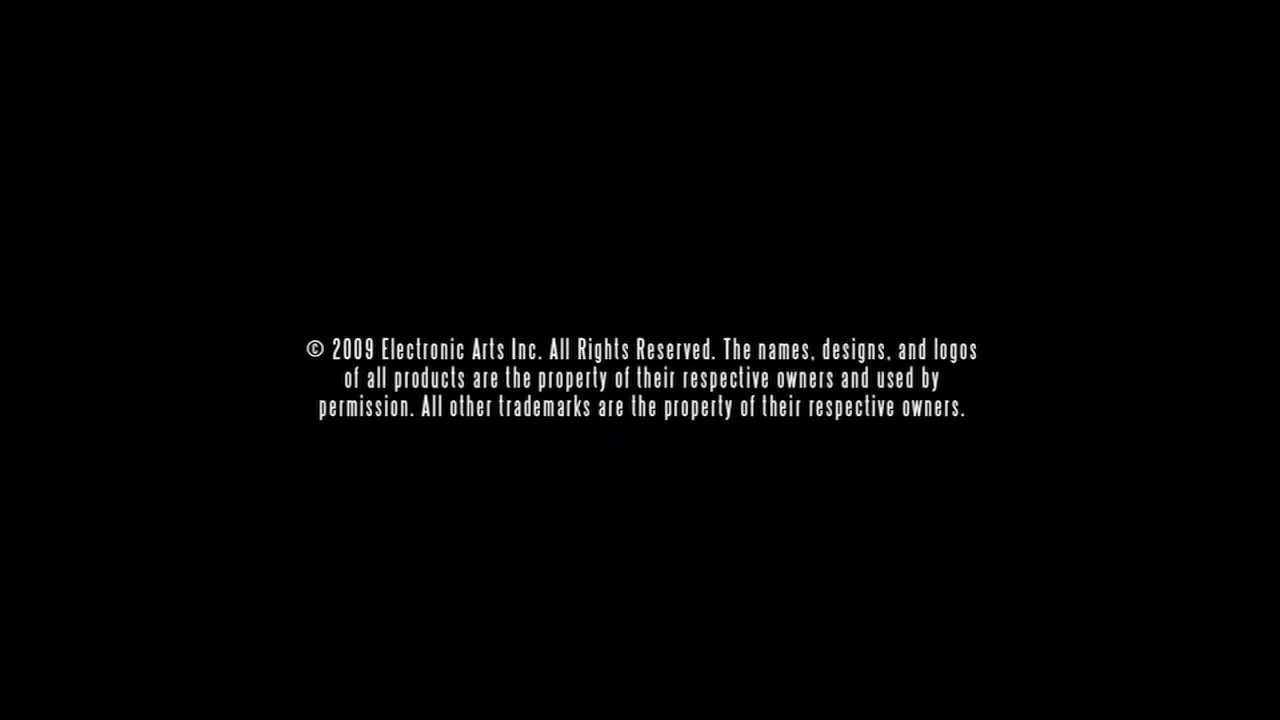 © 2009 Electronic Arts Inc. All Rights Reserved. The names, designs, and logos
of all products are the property of their respective owners and used by
permission. All other trademarks are the property of their respective owners.